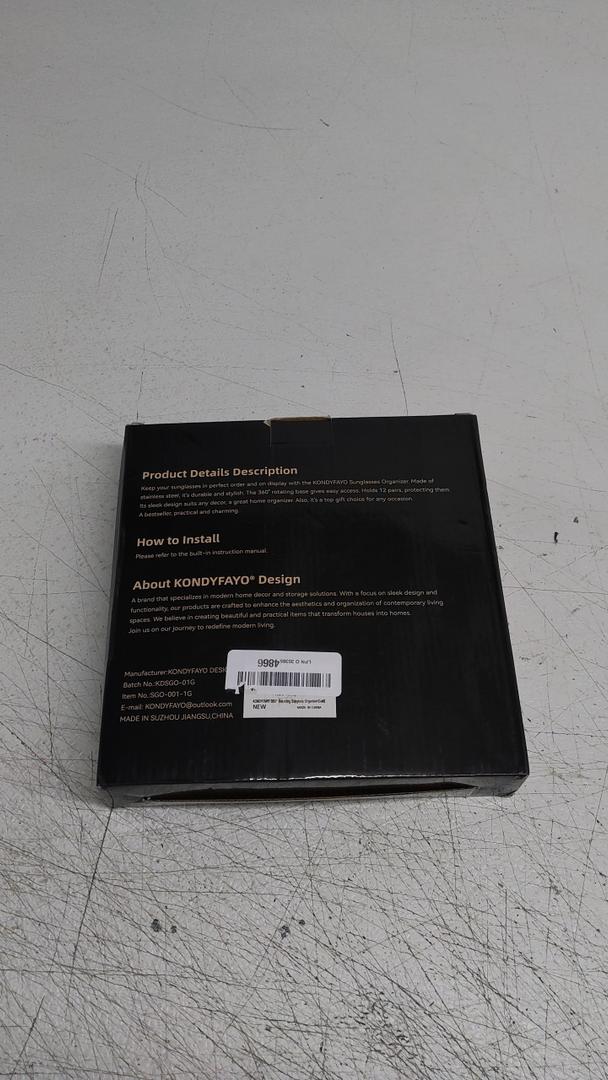 Product Details Description
Keep your sunglasses in perfect order and on display with the KONDYFAYO Sunglasses Organizer. Made of
stainless steel, it's durable and stylish. The 360° rotating base gives easy access. Holds 12 pairs, protecting them.
Its sleek design suits any decor, a great home organizer. Also, it's a top gift choice for any occasion.
A bestseller, practical and charming.
How to Install
Please refer to the built-in instruction manual.
About KONDYFAYO® Design
A brand that specializes in modern home decor and storage solutions. With a focus on sleek design and
functionality, our products are crafted to enhance the aesthetics and organization of contemporary living
spaces. We believe in creating beautiful and practical items that transform houses into homes.
Join us on our journey to redefine modern living.
Manufacturer:KONDYFAYO DESI
Batch No.:KDSGO-01G
Item No.:SGO-001-1G
E-mail: KONDYFAYO@outlook.com
MADE IN SUZHOU JIANGSU,CHINA
4866
NEW
MADE IN CHINA